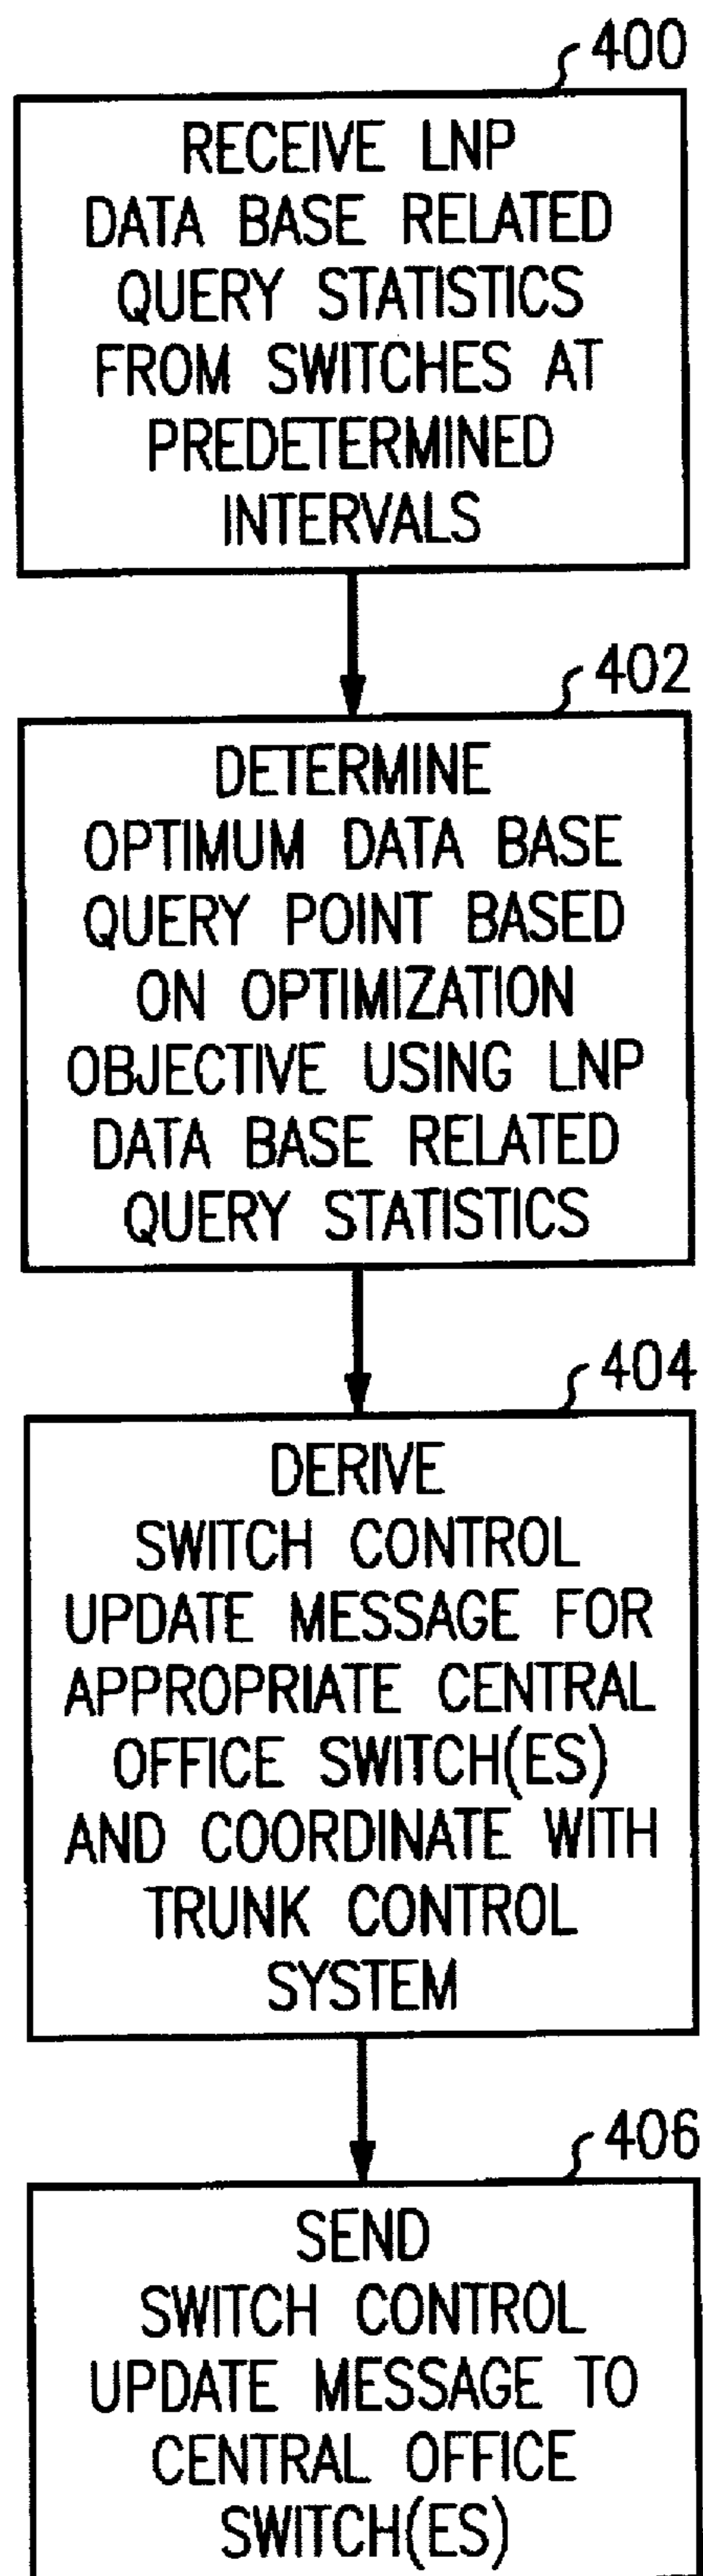 400
RECEIVE LNP
DATA BASE RELATED
QUERY STATISTICS
FROM SWITCHES AT
PREDETERMINED
INTERVALS
402
DETERMINE
OPTIMUM DATA BASE
QUERY POINT BASED
ON OPTIMIZATION
OBJECTIVE USING LNP
DATA BASE RELATED
QUERY STATISTICS
404
DERIVE
SWITCH CONTROL
UPDATE MESSAGE FOR
APPROPRIATE CENTRAL
OFFICE SWITCH(ES)
AND COORDINATE WITH
TRUNK CONTROL
SYSTEM
406
SEND
SWITCH CONTROL
UPDATE MESSAGE TO
CENTRAL OFFICE
SWITCH(ES)